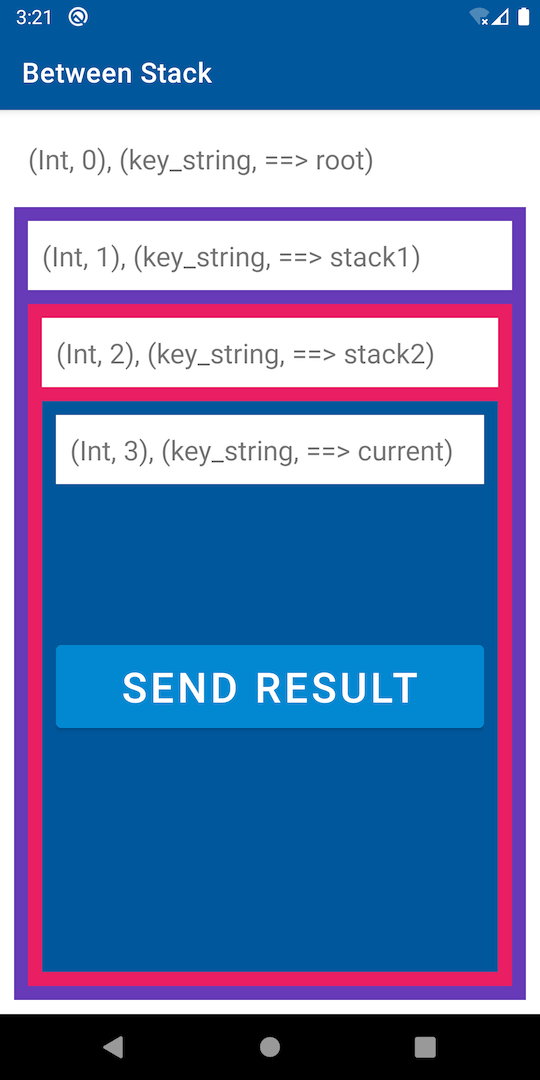 3:21
Between Stack
(Int, 0), (key_string, ==> root)
(Int, 1), (key_string, ==> stack1)
(Int, 2), (key_string, ==> stack2)
(Int, 3), (key_string, ==> current)
SEND RESULT